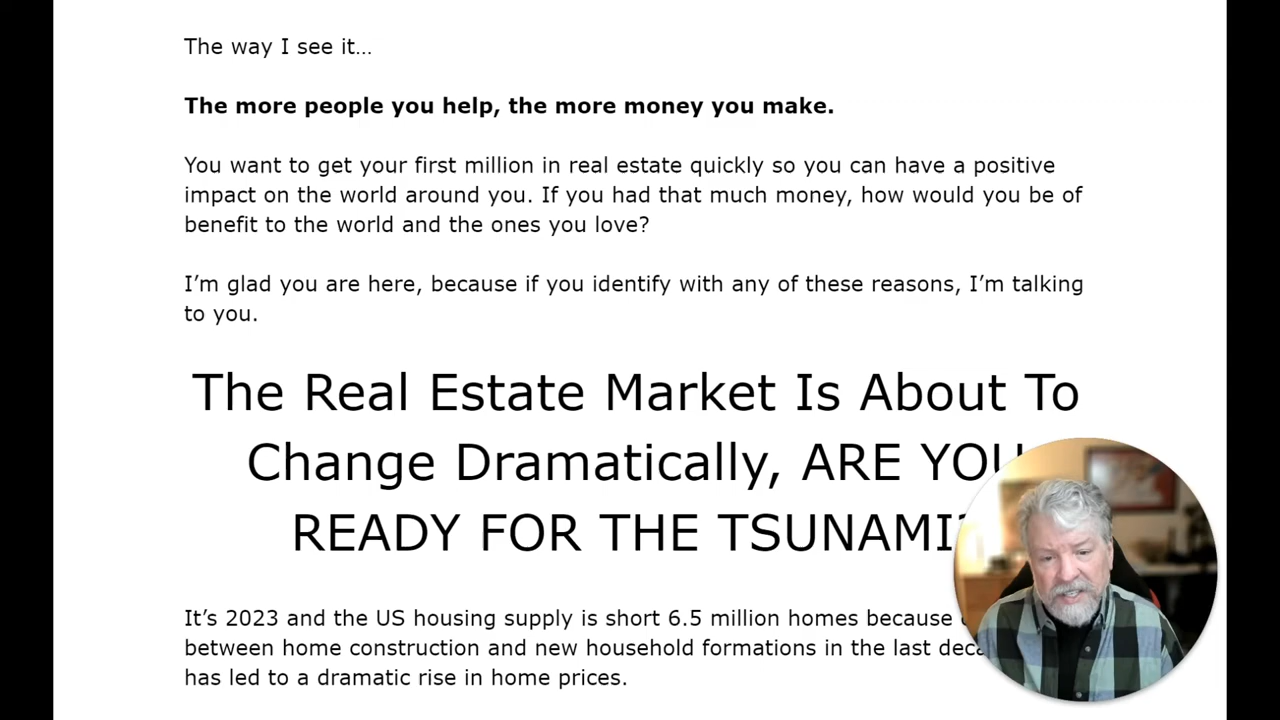 The way I see it…
The more people you help, the more money you make.
You want to get your first million in real estate quickly so you can have a positive
impact on the world around you. If you had that much money, how would you be of
benefit to the world and the ones you love?
I’m glad you are here, because if you identify with any of these reasons, I’m talking
to you.
The Real Estate Market Is About To
Change Dramatically, ARE YOU
READY FOR THE TSUNAMI?
It’s 2023 and the US housing supply is short 6.5 million homes because
between home construction and new household formations in the last
has led to a dramatic rise in home prices.